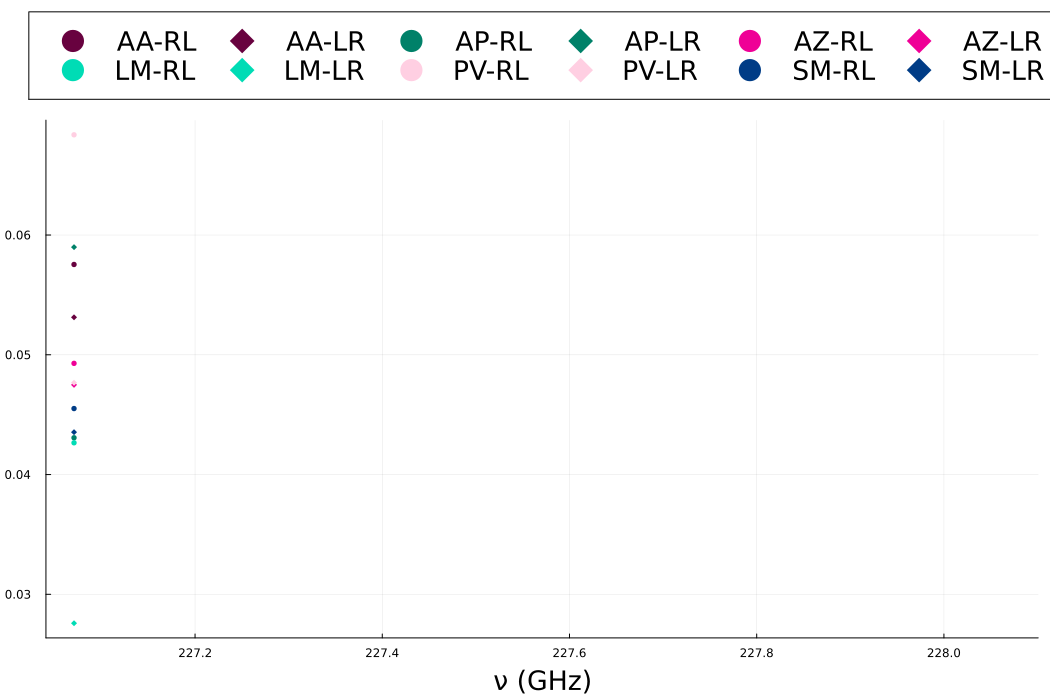 AA-RL AA-LR AP-RL AP-LR AZ-RL AZ-LR
LM-RL LM-LR PV-RL PV-LR SM-RL SM-LR
0.06
0.05
0.04
0.03
227.2 227.4 227.6 227.8 228.0
ν (GHz)